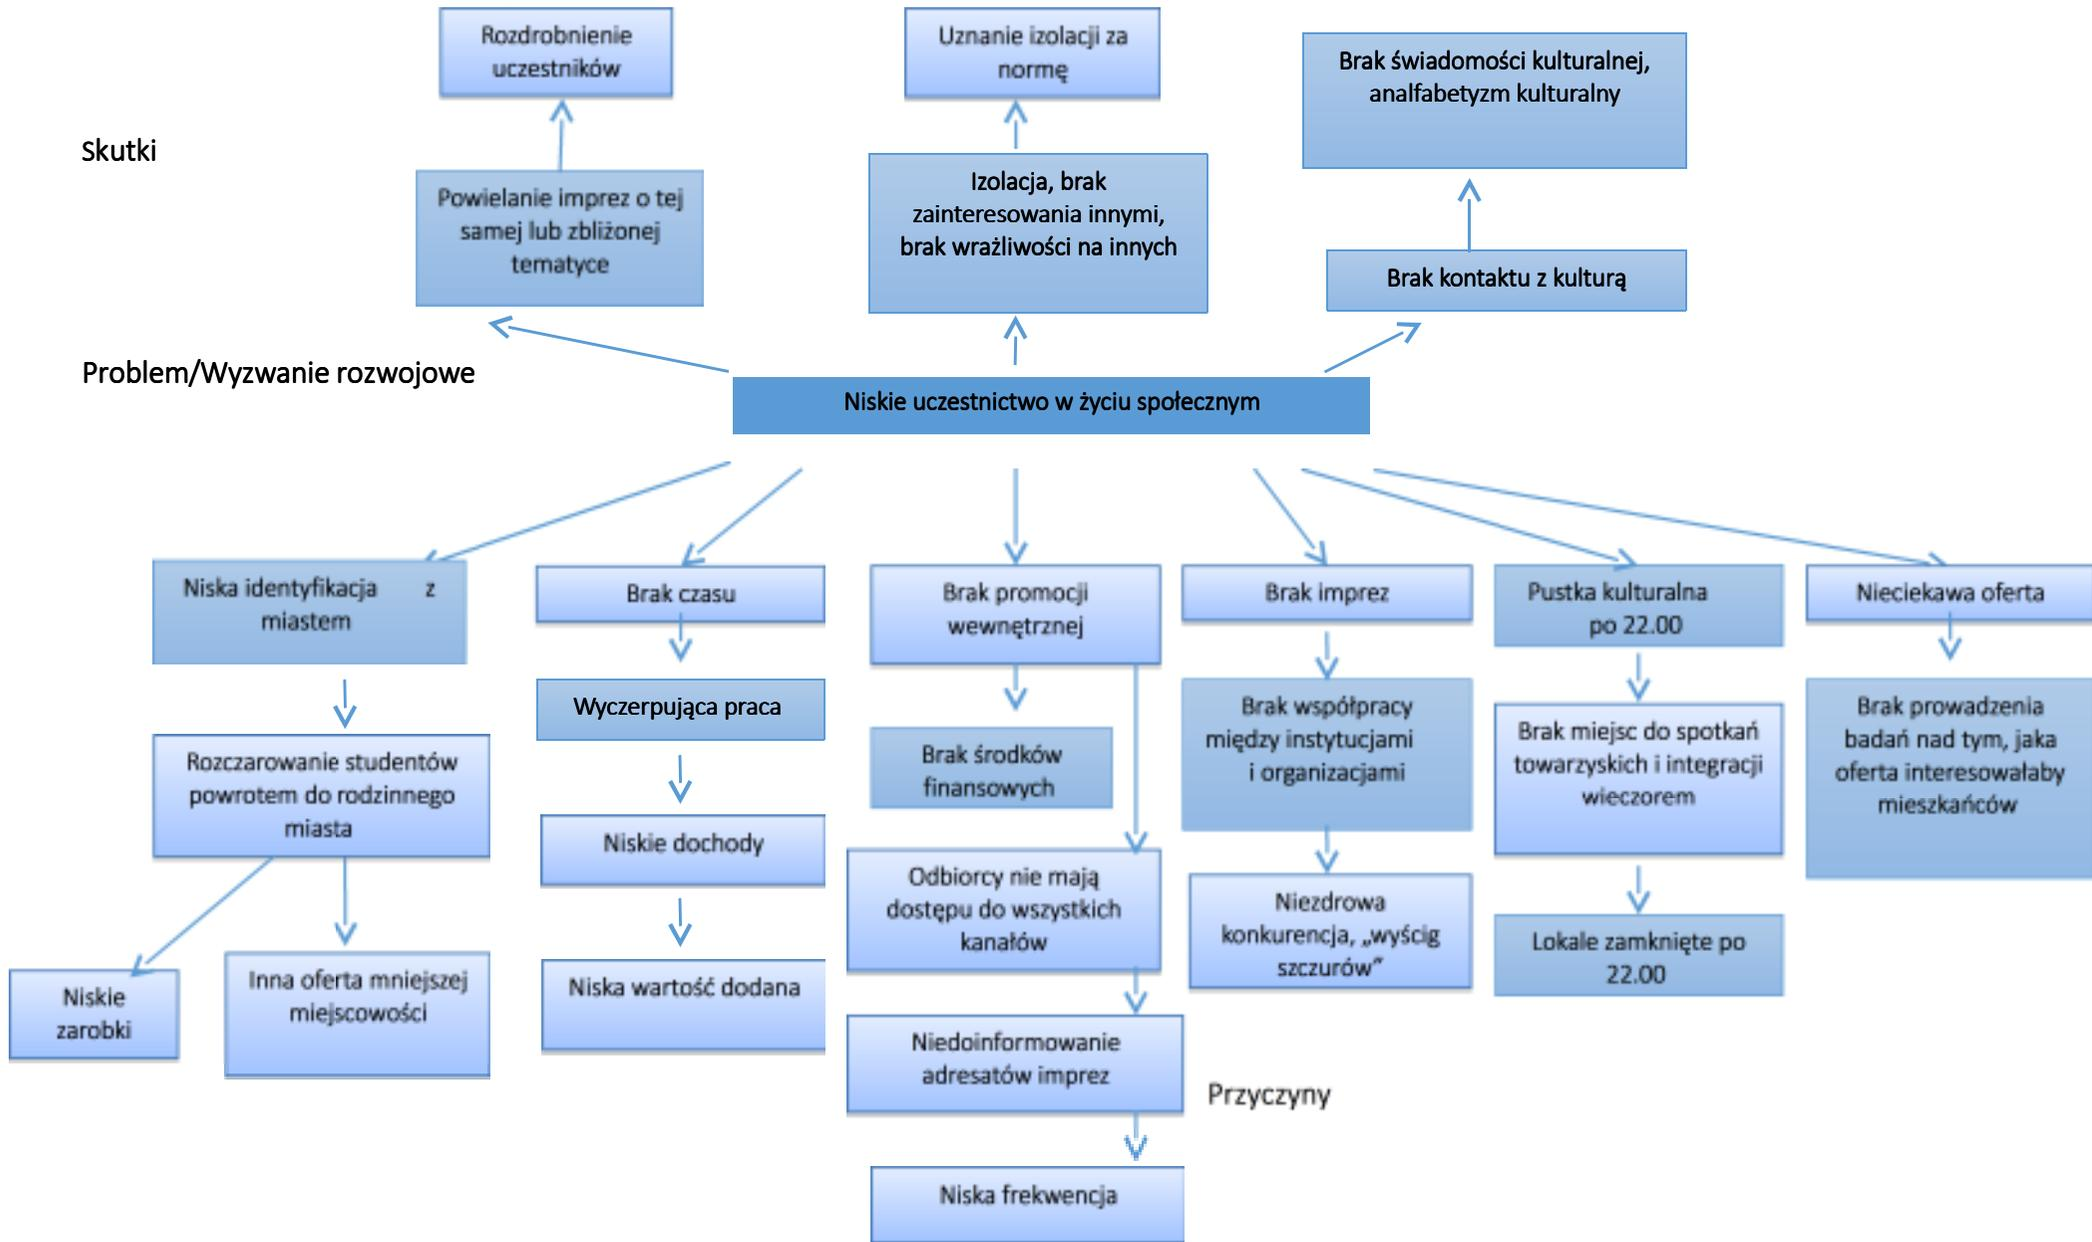 Rozdrobnienie
uczestników
Uznanie izolacji za
normę
Brak świadomości kulturalnej,
analfabetyzm kulturalny
Skutki
Powielanie imprez o tej
samej lub zbliżonej
tematyce
Izolacja, brak
zainteresowania innymi,
brak wrażliwości na innych
Brak kontaktu z kulturą
Problem/Wyzwanie rozwojowe
Niskie uczestnictwo w życiu społecznym
Niska identyfikacja z
miastem
Brak czasu
Brak promocji
wewnętrznej
Brak imprez
Pustka kulturalna
po 22.00
Nieciekawa oferta
Rozczarowanie studentów
powrotem do rodzinnego
miasta
Wyczerpująca praca
Brak środków
finansowych
Brak współpracy
między instytucjami
i organizacjami
Brak miejsc do spotkań
towarzyskich i integracji
wieczorem
Brak prowadzenia
badań nad tym, jaka
oferta interesowałaby
mieszkańców
Niskie dochody
Odbiorcy nie mają
dostępu do wszystkich
kanałów
Niezdrowa
konkurencja, „wyścig
szczurów”
Lokale zamknięte po
22.00
Niskie
zarobki
Inna oferta mniejszej
miejscowości
Niska wartość dodana
Niedoinformowanie
adresatów imprez
Przyczyny
Niska frekwencja